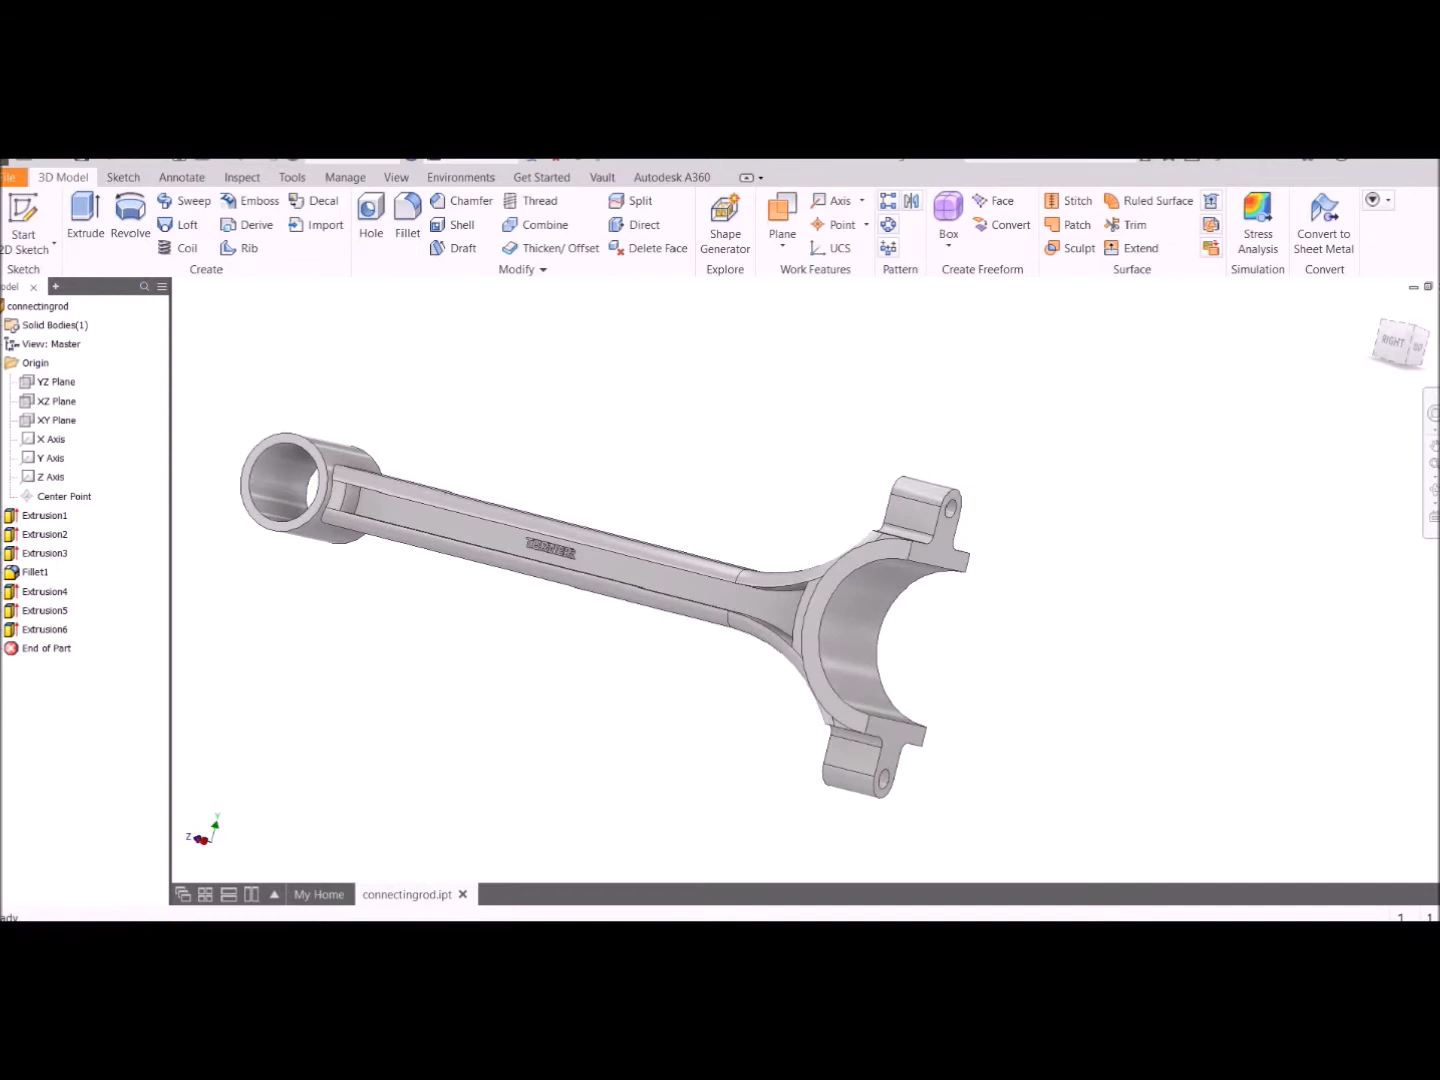 File 3D Model Sketch Annotate Inspect Tools Manage View Environments Get Started Vault Autodesk A360
Start
2D Sketch
Extrude
Revolve
Sweep Emboss Decal
Loft Derive Import
Coil Rib
Hole
Fillet
Chamfer Thread Split
Shell Combine Direct
Draft Thicken/ Offset Delete Face
Shape
Generator
Plane
Axis
Point
UCS
Box
Face
Convert
Stitch Ruled Surface
Patch Trim
Sculpt Extend
Stress
Analysis
Convert to
Sheet Metal
Sketch Create Modify Explore Work Features Pattern Create Freeform Surface Simulation Convert
odel
connectingrod
Solid Bodies(1)
View: Master
Origin
YZ Plane
XZ Plane
XY Plane
X Axis
Y Axis
Z Axis
Center Point
Extrusion1
Extrusion2
Extrusion3
Fillet1
Extrusion4
Extrusion5
Extrusion6
End of Part
RIGHT
Y
Z
My Home connectingrod.ipt
ady
1 1